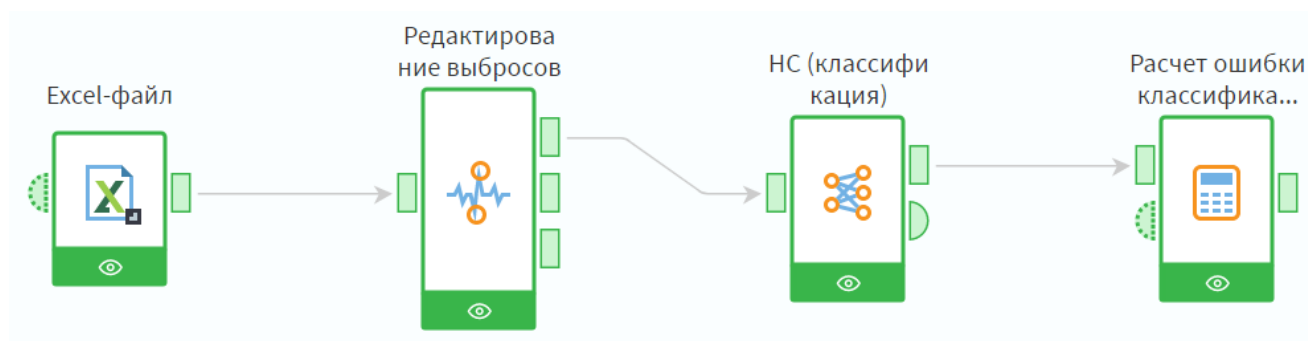 Excel-файл
Редактирова
ние выбросов
НС (классифи
кация)
Расчет ошибки
классифика...